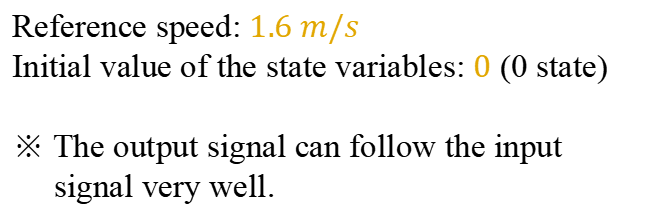 Reference speed: 1.6 m/s
Initial value of the state variables: 0 (0 state)
※ The output signal can follow the input
signal very well.